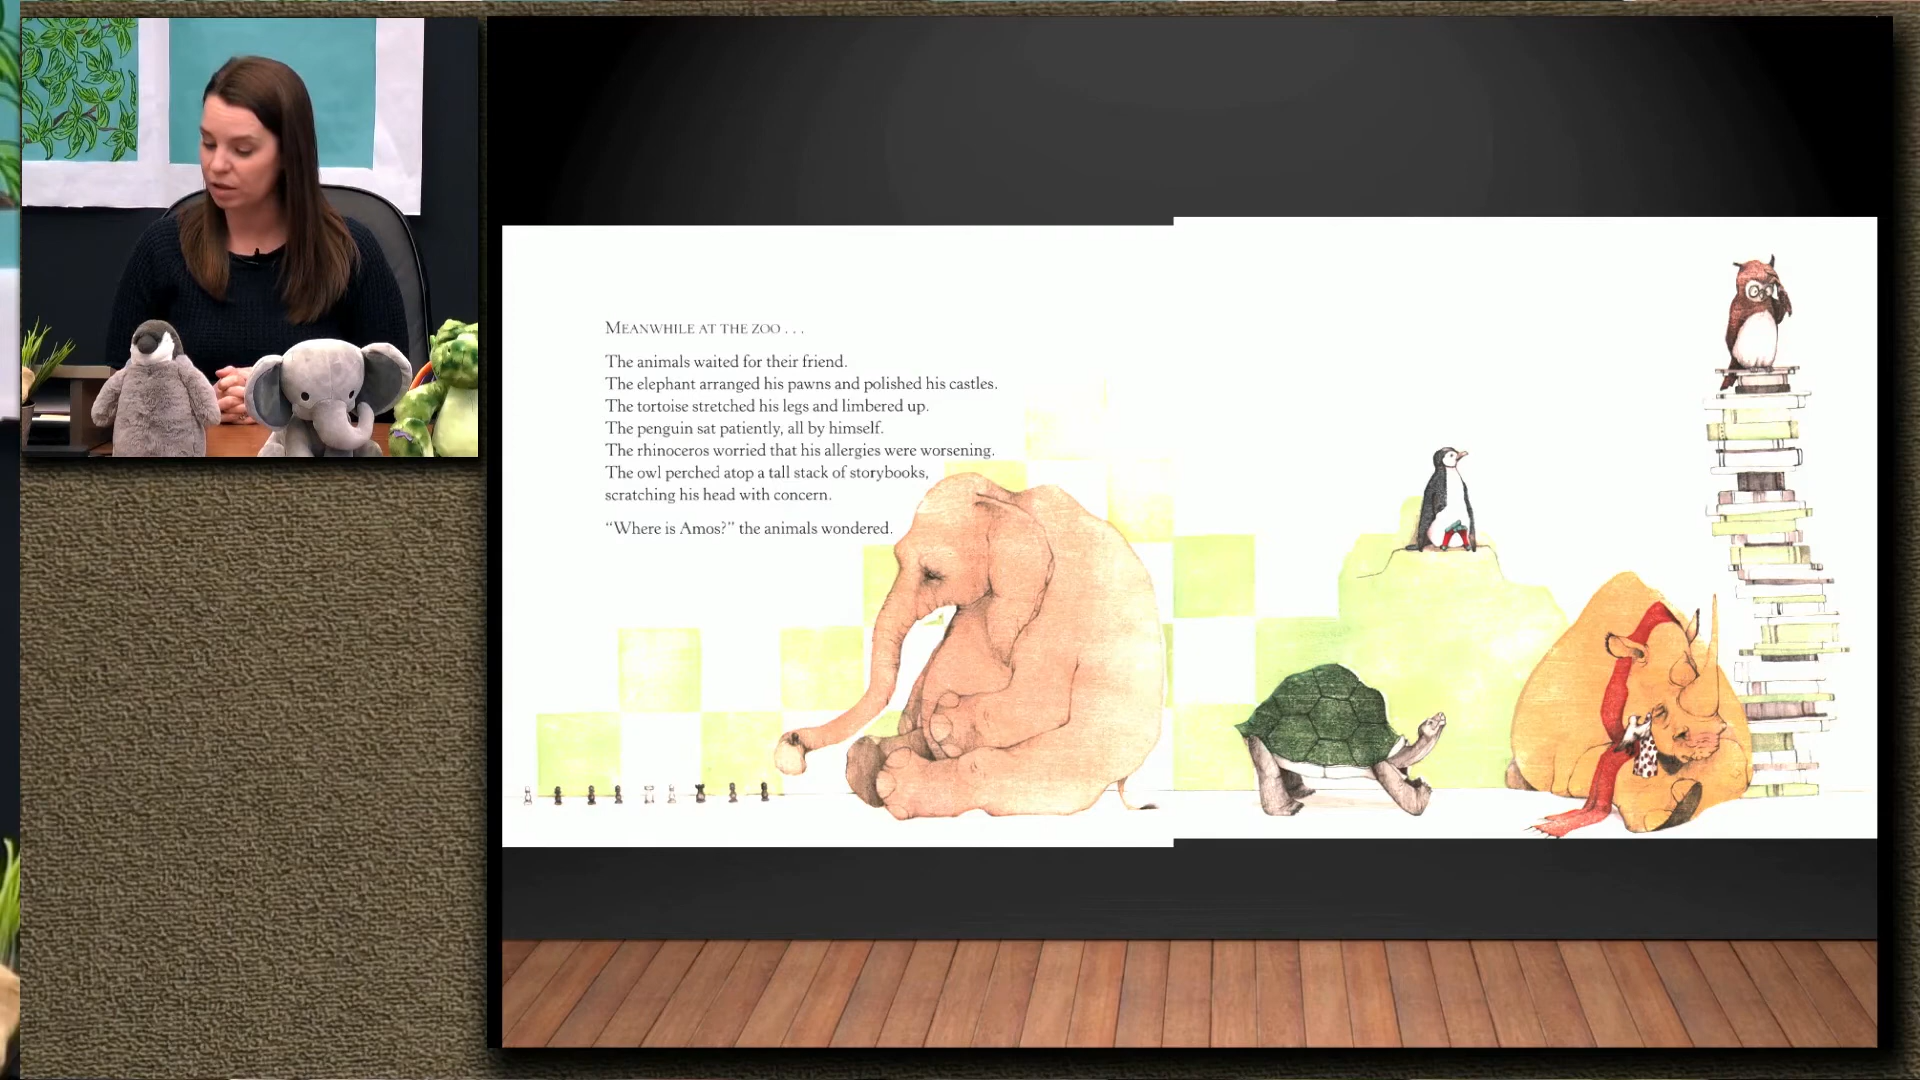 MEANWHILE AT THE ZOO . . .
The animals waited for their friend.
The elephant arranged his pawns and polished his castles.
The tortoise stretched his legs and limbered up.
The penguin sat patiently, all by himself.
The rhinoceros worried that his allergies were worsening.
The owl perched atop a tall stack of storybooks,
scratching his head with concern.
“Where is Amos?” the animals wondered.